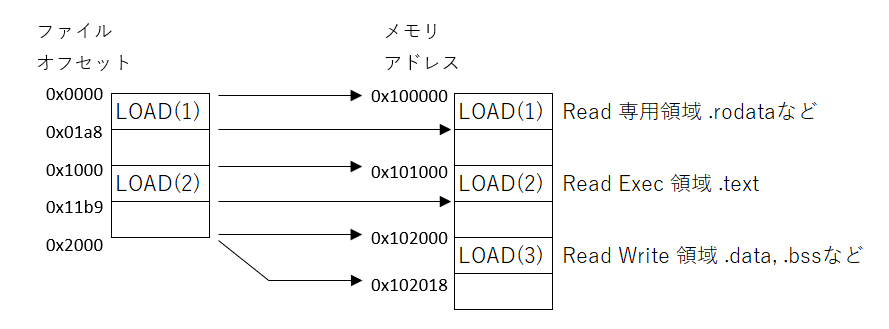 ファイル
オフセット
メモリ
アドレス
0x0000
0x100000
LOAD(1)
LOAD(1)
Read 専用領域 .rodataなど
0x01a8
0x1000
0x101000
LOAD(2)
LOAD(2)
Read Exec 領域 .text
0x11b9
0x2000
0x102000
LOAD(3)
Read Write 領域 .data, .bssなど
0x102018